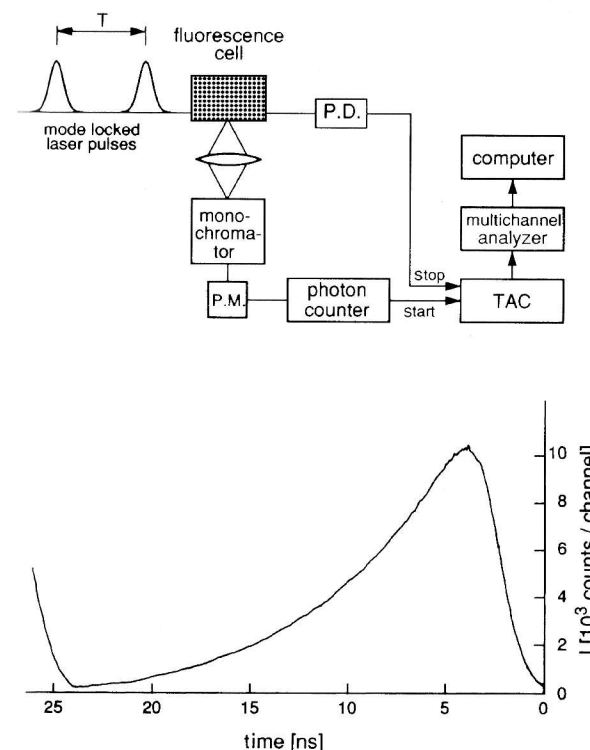 T
fluorescence
cell
mode locked
laser pulses
P.D.
computer
mono-
chroma-
tor
multichannel
analyzer
Stop
P.M.
photon
counter
start
TAC
10
8
6
4
2
0
I [10³ counts / channel]
25
20
15
10
5
0
time [ns]